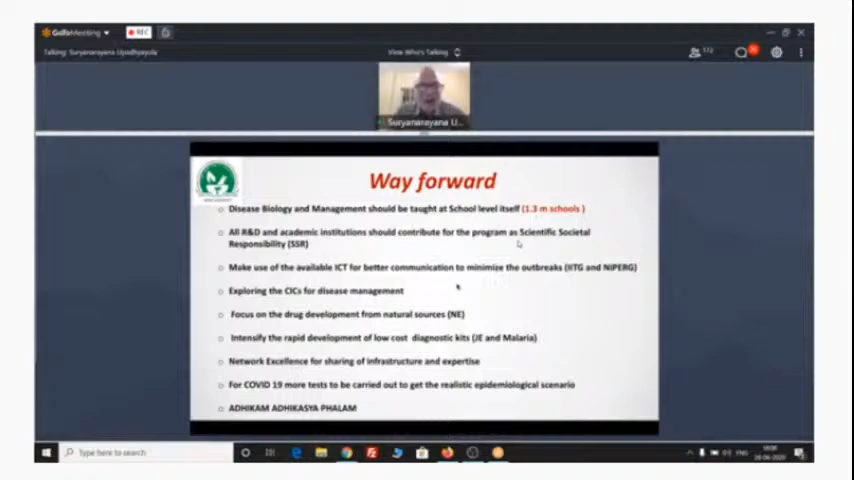 GoToMeeting
REC
Talking: Suryanarayana Upadhyayula
View Who's Talking
112
Suryanarayana U...
Way forward
Disease Biology and Management should be taught at School level itself (1.3 m schools )
All R&D and academic institutions should contribute for the program as Scientific Societal
Responsibility (SSR)
Make use of the available ICT for better communication to minimize the outbreaks (IITG and NIPERG)
Exploring the CICs for disease management
Focus on the drug development from natural sources (NE)
Intensify the rapid development of low cost diagnostic kits (JE and Malaria)
Network Excellence for sharing of infrastructure and expertise
For COVID 19 more tests to be carried out to get the realistic epidemiological scenario
ADHIKAM ADHIKASYA PHALAM
Type here to search
ENG